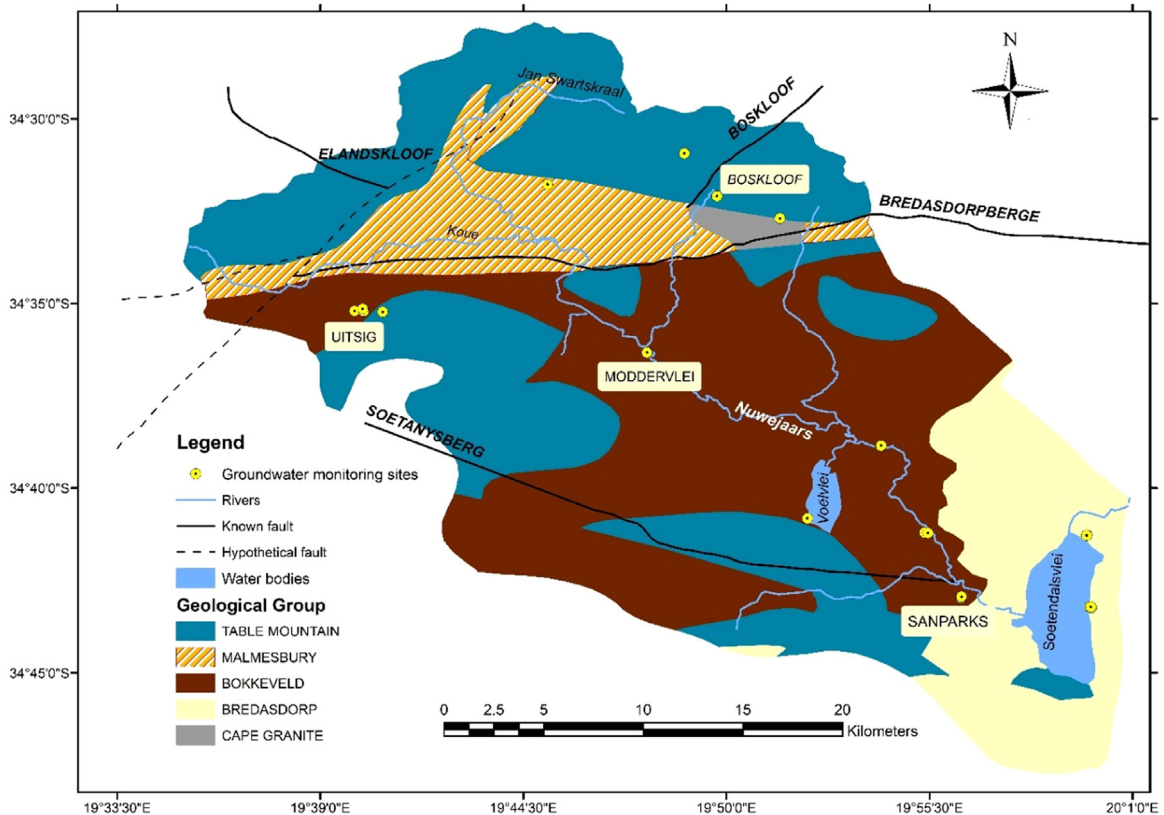 N
Jan Swartskraal
BOSKLOOF
34°30'0"S
ELANDSKLOOF
BOSKLOOF
BREDASDORPBERGE
Koue
34°35'0"S
UITSIG
MODDERVLEI
Nuwejaars
SOETANYSBERG
Legend
Groundwater monitoring sites
Rivers
Known fault
Hypothetical fault
Water bodies
Geological Group
TABLE MOUNTAIN
MALMESBURY
BOKKEVELD
BREDASDORP
CAPE GRANITE
34°40'0"S
Voelvlei
Soetendalsvlei
SANPARKS
34°45'0"S
0 2.5 5 10 15 20
Kilometers
19°33'30"E 19°39'0"E 19°44'30"E 19°50'0"E 19°55'30"E 20°1'0"E